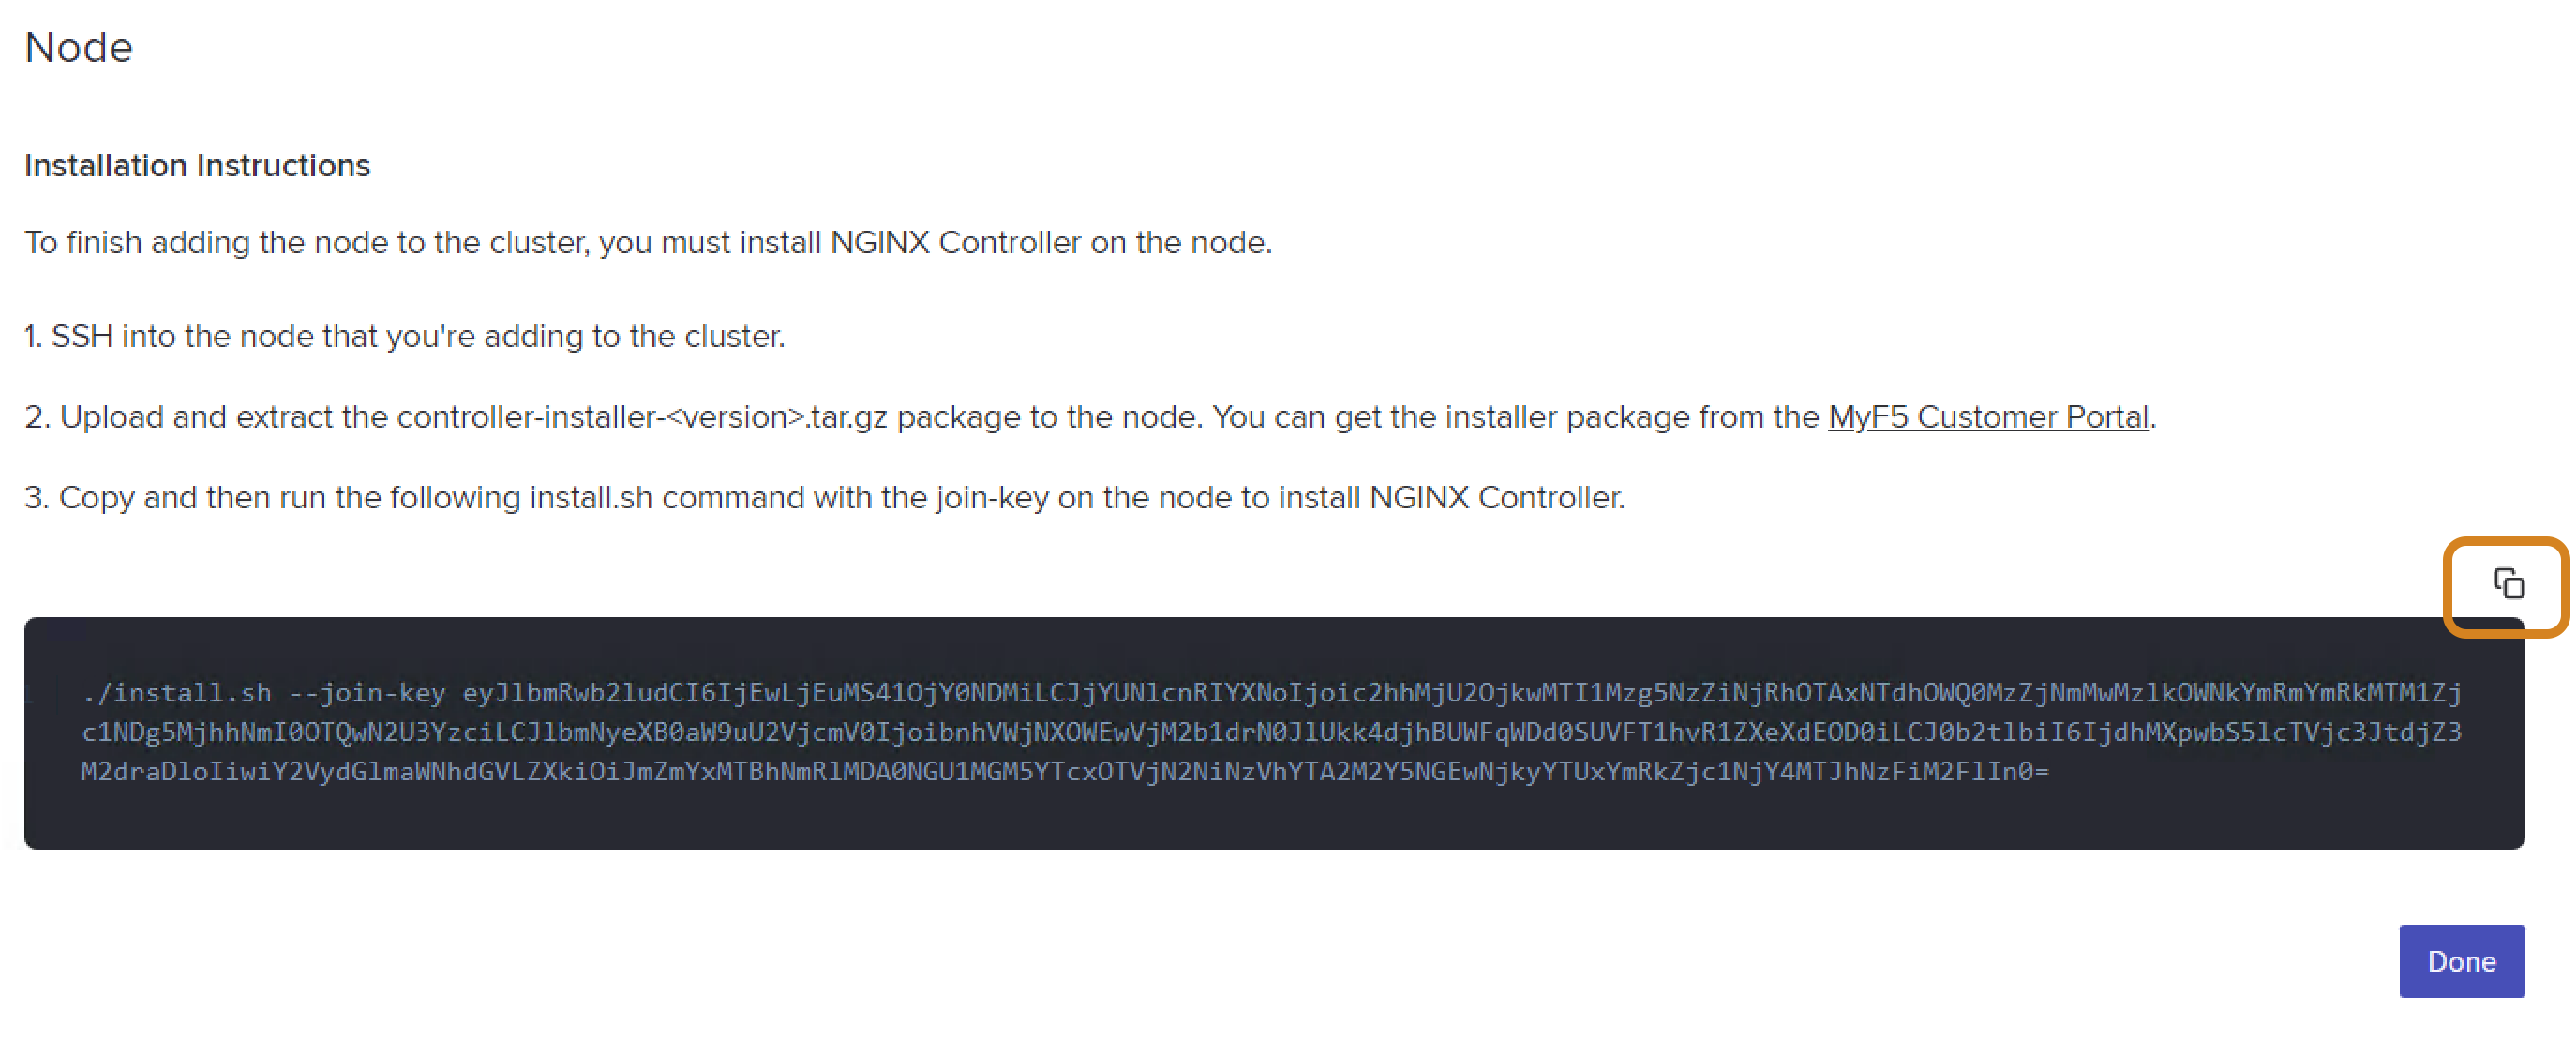 Node
Installation Instructions
To finish adding the node to the cluster, you must install NGINX Controller on the node.
1. SSH into the node that you're adding to the cluster.
2. Upload and extract the controller-installer-<version>.tar.gz package to the node. You can get the installer package from the MyF5 Customer Portal.
3. Copy and then run the following install.sh command with the join-key on the node to install NGINX Controller.
./install.sh --join-key eyJlbmRwb2ludCI6IjEwLjEuMS41OjY0NDMiLCJjYUNlcnRIYXNoIjoic2hhMjU2OjkwMTI1Mzg5NzZiNjRhOTAxNTdhOWQ0MzZjNmMwMzlkOWNkYmRmYmRkMTM1Zj
c1NDg5MjhhNmI0OTQwN2U3YzciLCJlbmNyeXB0aW9uU2VjcmV0IjoibnhVWjNXOWEwVjM2b1drN0JlUkk4djhBUWFqWDd0SUVFT1hvR1ZXeXdEOD0iLCJ0b2tlbiI6IjdhMXpwbS5lcTVjc3JtdjZ3
M2draDloIiwiY2VydGlmaWNhdGVLZXkiOiJmZmYxMTBhNmRlMDA0NGU1MGM5YTcxOTVjN2NiNzVhYTA2M2Y5NGEwNjkyYTUxYmRkZjc1NjY4MTJhNzFiM2FlIn0=
Done